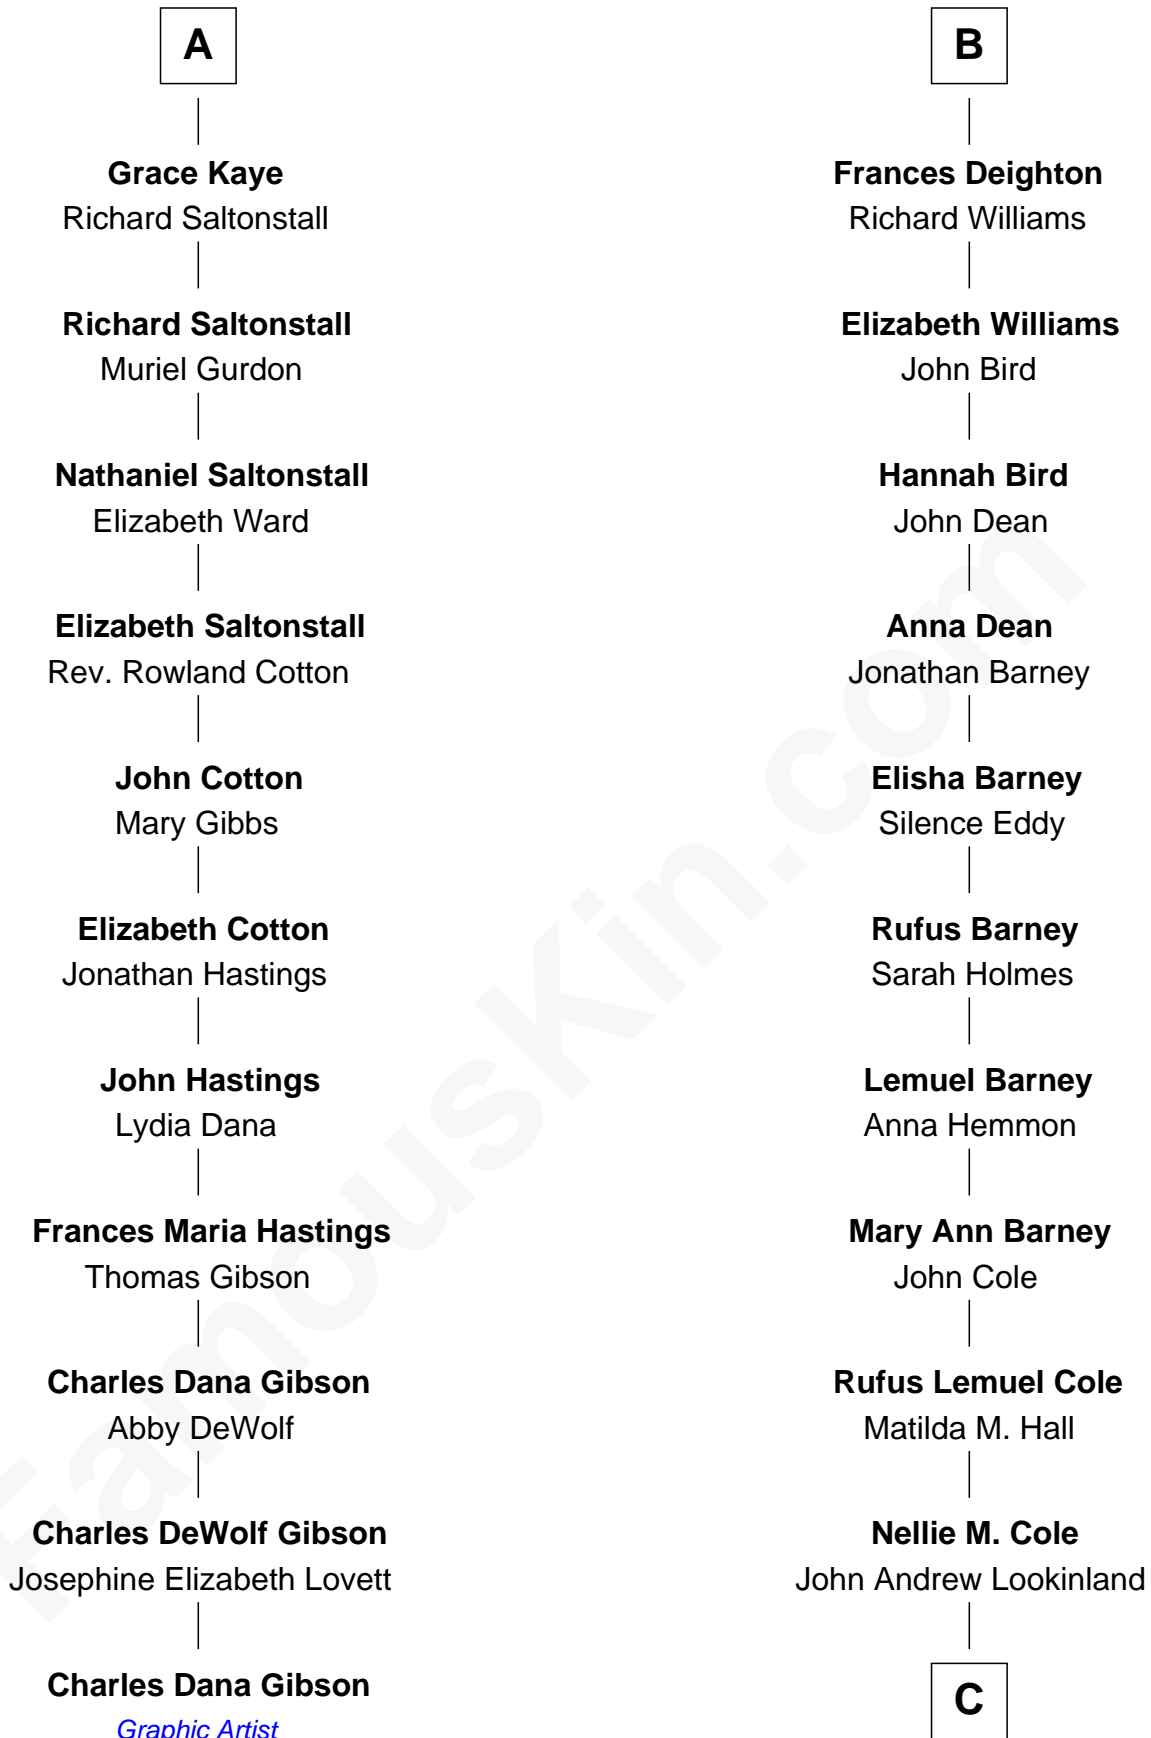 A
Grace Kaye
Richard Saltonstall
Richard Saltonstall
Muriel Gurdon
Nathaniel Saltonstall
Elizabeth Ward
Elizabeth Saltonstall
Rev. Rowland Cotton
John Cotton
Mary Gibbs
Elizabeth Cotton
Jonathan Hastings
John Hastings
Lydia Dana
Frances Maria Hastings
Thomas Gibson
Charles Dana Gibson
Abby DeWolf
Charles DeWolf Gibson
Josephine Elizabeth Lovett
Charles Dana Gibson
Graphic Artist
B
Frances Deighton
Richard Williams
Elizabeth Williams
John Bird
Hannah Bird
John Dean
Anna Dean
Jonathan Barney
Elisha Barney
Silence Eddy
Rufus Barney
Sarah Holmes
Lemuel Barney
Anna Hemmon
Mary Ann Barney
John Cole
Rufus Lemuel Cole
Matilda M. Hall
Nellie M. Cole
John Andrew Lookinland
C
FamousKin.com